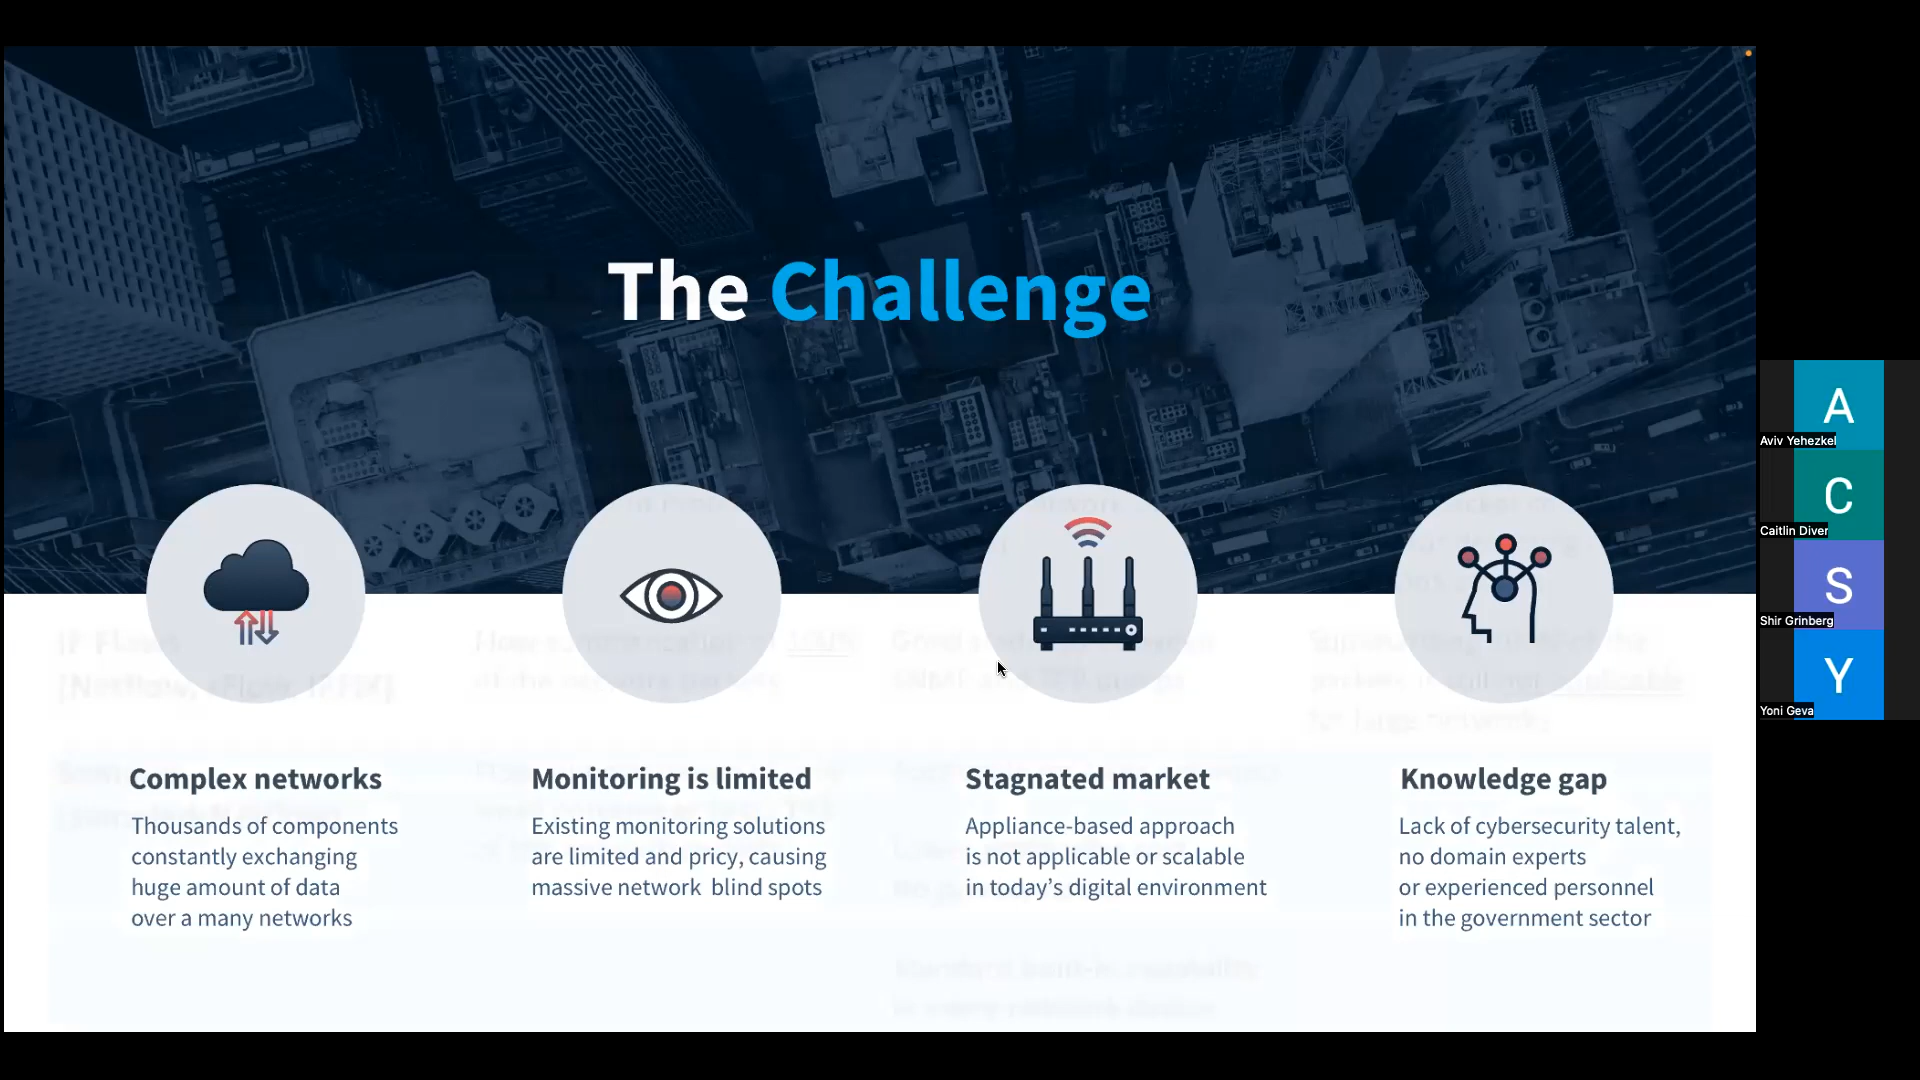 The Challenge
Complex networks
Thousands of components
constantly exchanging
huge amount of data
over a many networks
Monitoring is limited
Existing monitoring solutions
are limited and pricy, causing
massive network blind spots
Stagnated market
Appliance-based approach
is not applicable or scalable
in today's digital environment
Knowledge gap
Lack of cybersecurity talent,
no domain experts
or experienced personnel
in the government sector
A
Aviv Yehezkel
C
Caitlin Diver
S
Shir Grinberg
Y
Yoni Geva